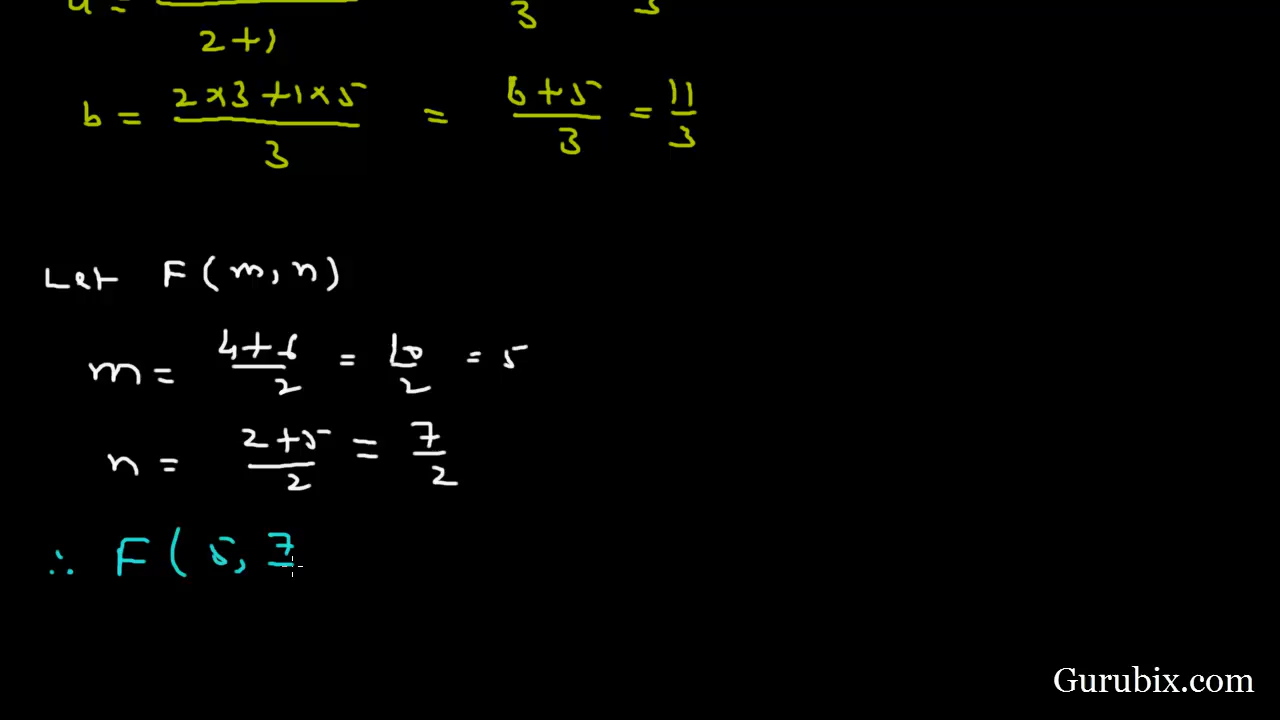 a = 2+1 3 3
b = (2×3+1×5)/3 = (6+5)/3 = 11/3
Let F(m,n)
m = (4+6)/2 = 10/2 = 5
n = (2+5)/2 = 7/2
∴ F(5, 7
Gurubix.com